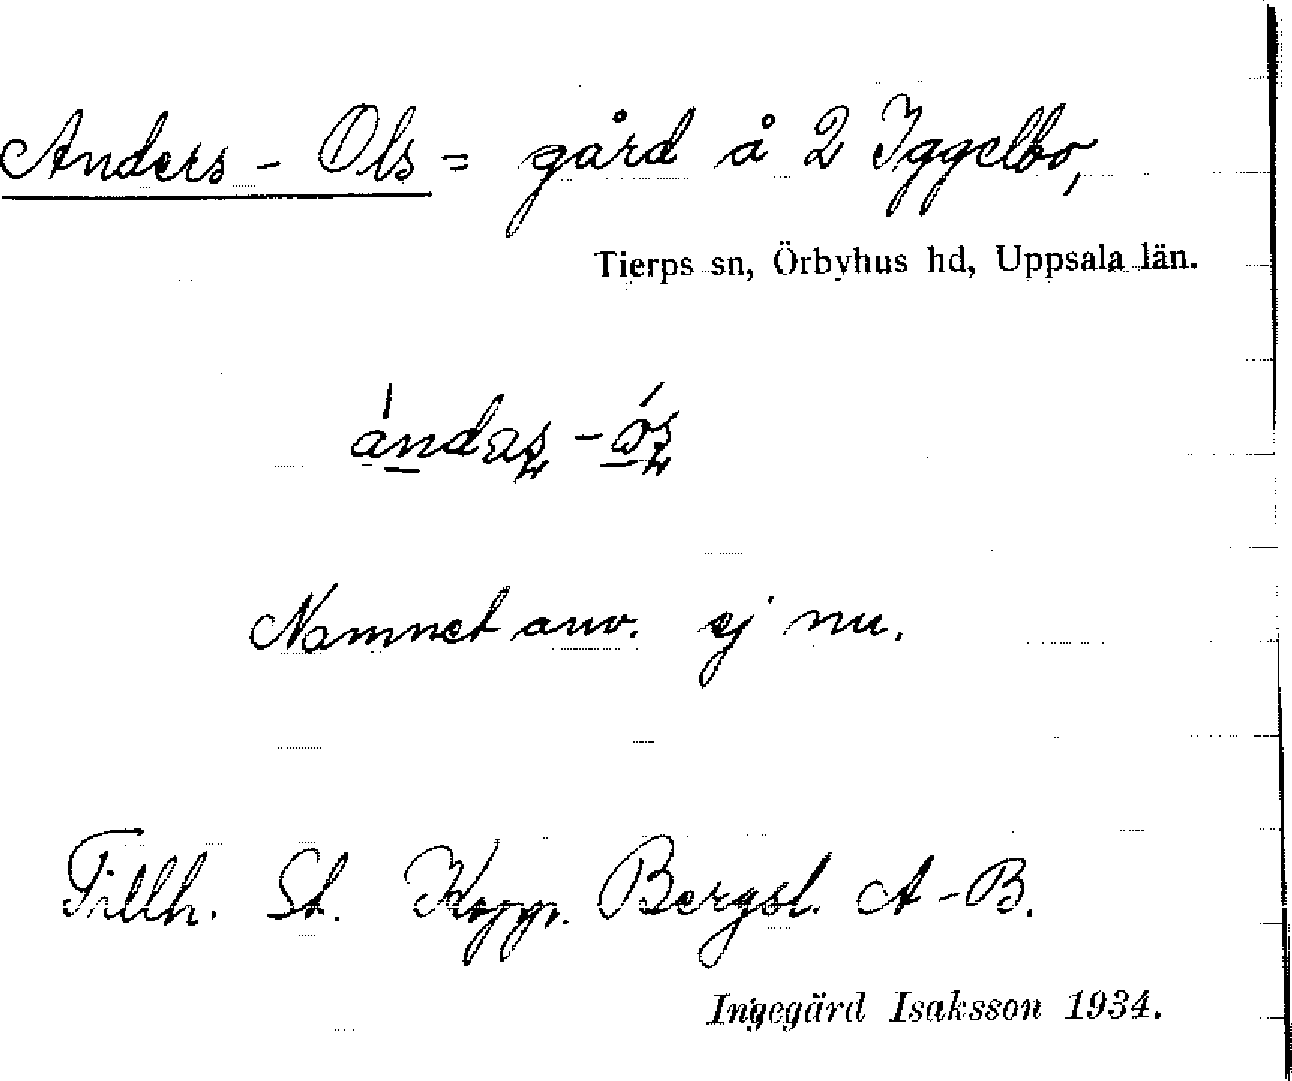 Anders - Ols = gård å 2 Iggelbo,
Tierps sn, Örbyhus hd, Uppsala län.
Namnet anv. ej nu.
Tillh. St. Kopp. Bergsl. A-B.
Ingegärd Isaksson 1934.